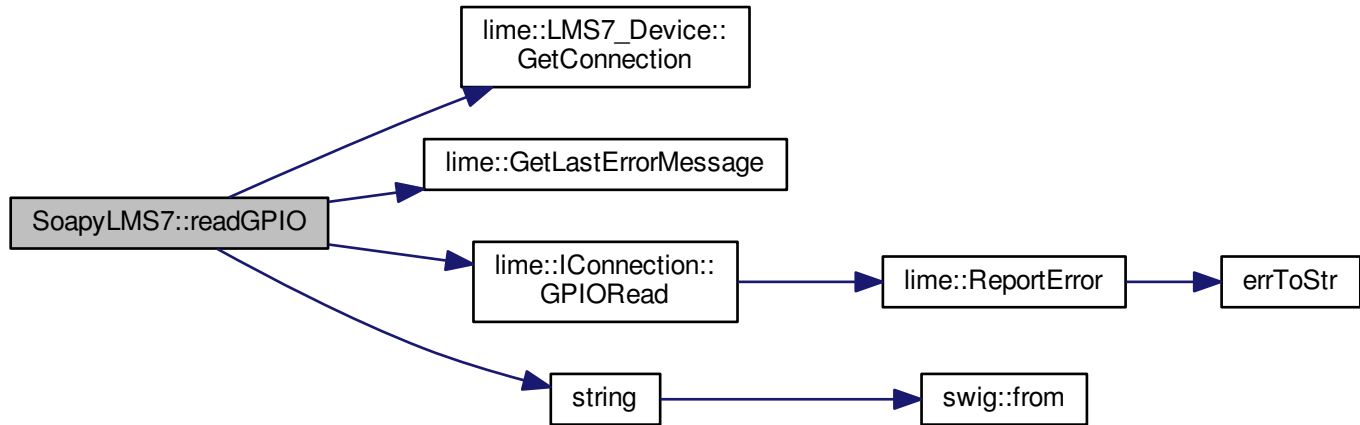 lime::LMS7_Device::
GetConnection
lime::GetLastErrorMessage
SoapyLMS7::readGPIO
lime::IConnection::
GPIORead
lime::ReportError
errToStr
string
swig::from